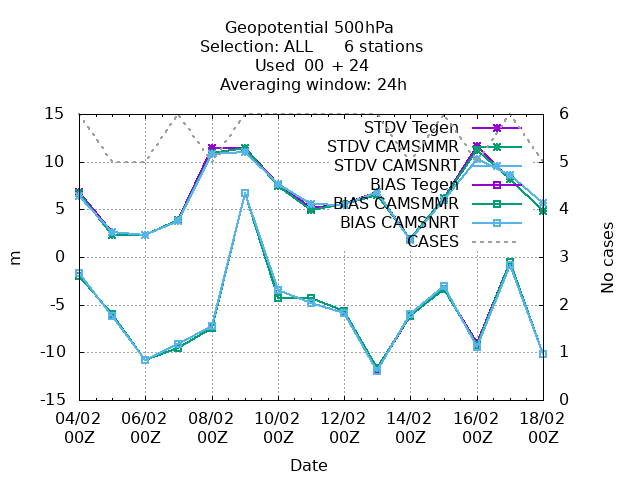 Geopotential 500hPa
Selection: ALL      6 stations
Used  00 + 24
Averaging window: 24h
15
10
5
0
-5
-10
-15
m
6
5
4
3
2
1
0
No cases
STDV Tegen
STDV CAMSMMR
STDV CAMSNRT
BIAS Tegen
BIAS CAMSMMR
BIAS CAMSNRT
CASES
04/02 06/02 08/02 10/02 12/02 14/02 16/02 18/02
00Z 00Z 00Z 00Z 00Z 00Z 00Z 00Z
Date